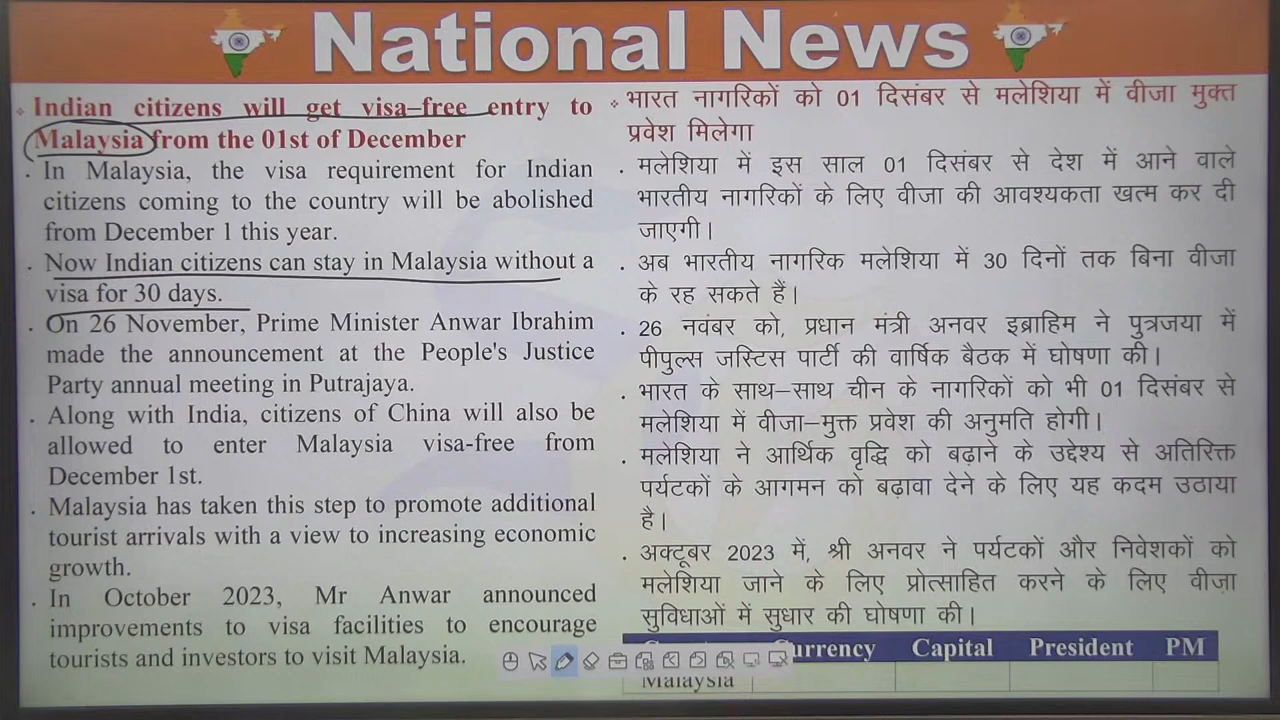 National News
Indian citizens will get visa–free entry to
Malaysia from the 01st of December
In Malaysia, the visa requirement for Indian
citizens coming to the country will be abolished
from December 1 this year.
Now Indian citizens can stay in Malaysia without a
visa for 30 days.
On 26 November, Prime Minister Anwar Ibrahim
made the announcement at the People's Justice
Party annual meeting in Putrajaya.
Along with India, citizens of China will also be
allowed to enter Malaysia visa-free from
December 1st.
Malaysia has taken this step to promote additional
tourist arrivals with a view to increasing economic
growth.
In October 2023, Mr Anwar announced
improvements to visa facilities to encourage
tourists and investors to visit Malaysia.
भारत नागरिकों को 01 दिसंबर से मलेशिया में वीजा मुक्त
प्रवेश मिलेगा
मलेशिया में इस साल 01 दिसंबर से देश में आने वाले
भारतीय नागरिकों के लिए वीजा की आवश्यकता खत्म कर दी
जाएगी।
अब भारतीय नागरिक मलेशिया में 30 दिनों तक बिना वीजा
के रह सकते हैं।
26 नवंबर को, प्रधान मंत्री अनवर इब्राहिम ने पुत्रजया में
पीपुल्स जस्टिस पार्टी की वार्षिक बैठक में घोषणा की।
भारत के साथ–साथ चीन के नागरिकों को भी 01 दिसंबर से
मलेशिया में वीजा–मुक्त प्रवेश की अनुमति होगी।
मलेशिया ने आर्थिक वृद्धि को बढ़ाने के उद्देश्य से अतिरिक्त
पर्यटकों के आगमन को बढ़ावा देने के लिए यह कदम उठाया
है।
अक्टूबर 2023 में, श्री अनवर ने पर्यटकों और निवेशकों को
मलेशिया जाने के लिए प्रोत्साहित करने के लिए वीज़ा
सुविधाओं में सुधार की घोषणा की।
Capital President PM
Malaysia